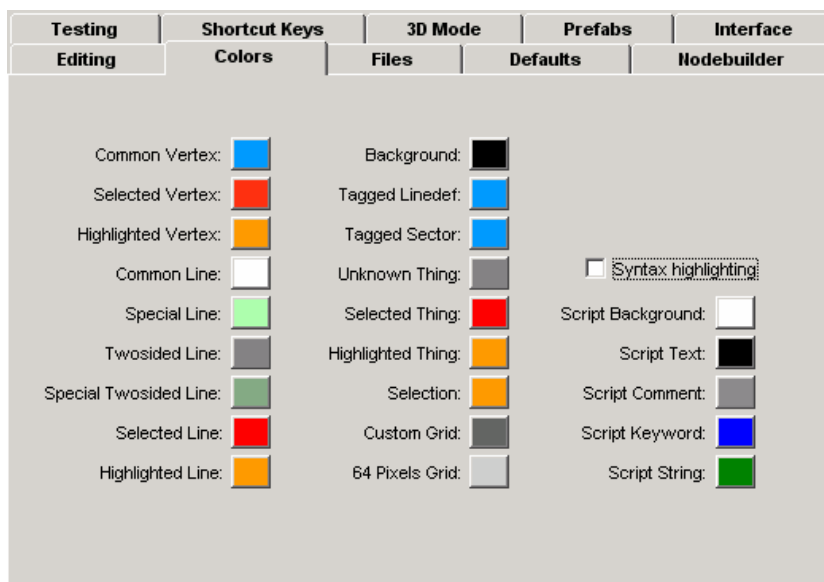 Testing Shortcut Keys 3D Mode Prefabs Interface
Editing Colors Files Defaults Nodebuilder
Common Vertex:
Selected Vertex:
Highlighted Vertex:
Common Line:
Special Line:
Twosided Line:
Special Twosided Line:
Selected Line:
Highlighted Line:
Background:
Tagged Linedef:
Tagged Sector:
Unknown Thing:
Selected Thing:
Highlighted Thing:
Selection:
Custom Grid:
64 Pixels Grid:
Syntax highlighting
Script Background:
Script Text:
Script Comment:
Script Keyword:
Script String: